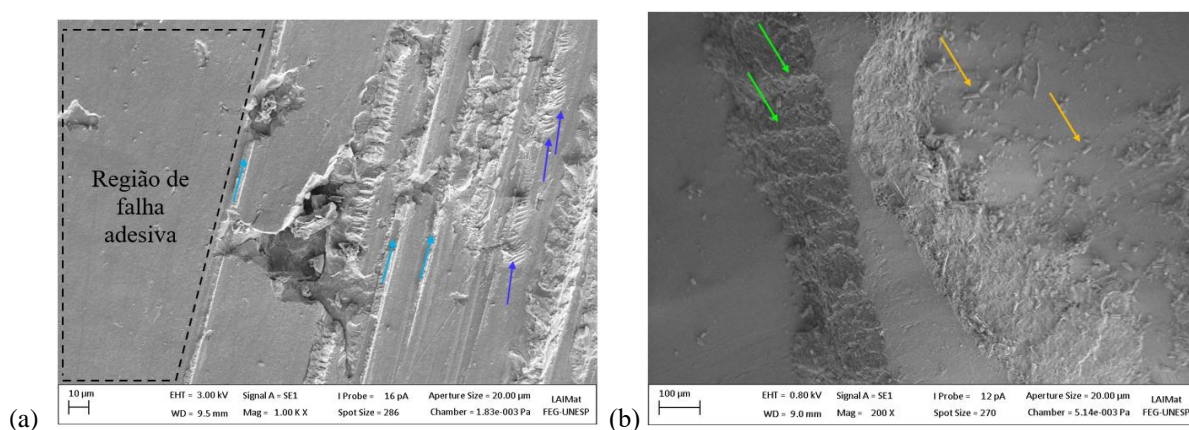 Região de
falha
adesiva
10 µm
EHT = 3.00 kV
Signal A = SE1
I Probe = 16 pA
Aperture Size = 20.00 µm
LAIMat
WD = 9.5 mm
Mag = 1.00 K X
Spot Size = 286
Chamber = 1.83e-003 Pa
FEG-UNESP
(a)
100 µm
EHT = 0.80 kV
Signal A = SE1
I Probe = 12 pA
Aperture Size = 20.00 µm
LAIMat
WD = 9.0 mm
Mag = 200 X
Spot Size = 270
Chamber = 5.14e-003 Pa
FEG-UNESP
(b)